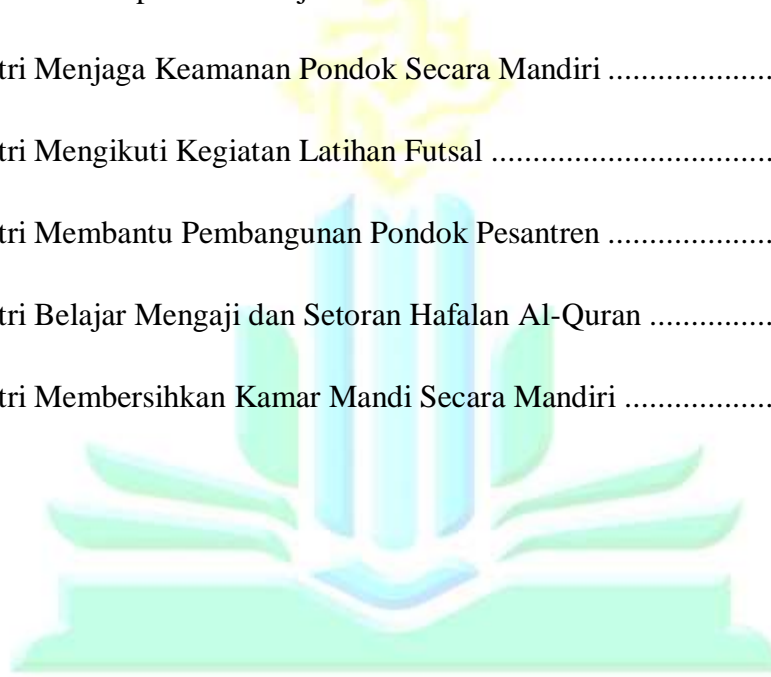 tri Menjaga Keamanan Pondok Secara Mandiri ....................
tri Mengikuti Kegiatan Latihan Futsal ..................................
tri Membantu Pembangunan Pondok Pesantren ....................
tri Belajar Mengaji dan Setoran Hafalan Al-Quran ...............
tri Membersihkan Kamar Mandi Secara Mandiri ..................